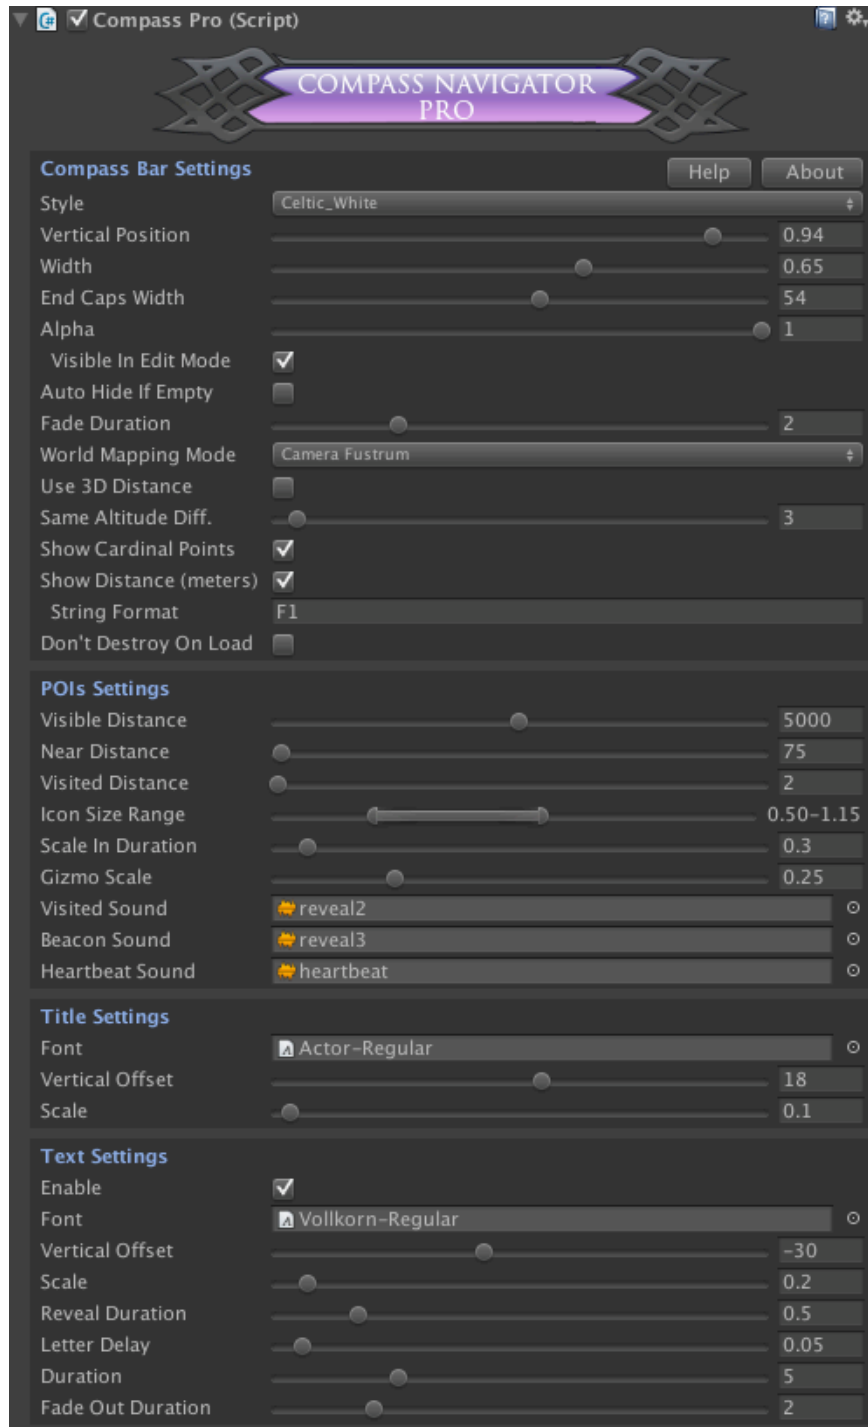 Compass Pro (Script)
COMPASS NAVIGATOR
PRO
Compass Bar Settings Help About
Style Celtic_White
Vertical Position 0.94
Width 0.65
End Caps Width 54
Alpha 1
Visible In Edit Mode
Auto Hide If Empty
Fade Duration 2
World Mapping Mode Camera Fustrum
Use 3D Distance
Same Altitude Diff. 3
Show Cardinal Points
Show Distance (meters)
String Format F1
Don't Destroy On Load
POIs Settings
Visible Distance 5000
Near Distance 75
Visited Distance 2
Icon Size Range 0.50-1.15
Scale In Duration 0.3
Gizmo Scale 0.25
Visited Sound reveal2
Beacon Sound reveal3
Heartbeat Sound heartbeat
Title Settings
Font Actor-Regular
Vertical Offset 18
Scale 0.1
Text Settings
Enable
Font Vollkorn-Regular
Vertical Offset -30
Scale 0.2
Reveal Duration 0.5
Letter Delay 0.05
Duration 5
Fade Out Duration 2